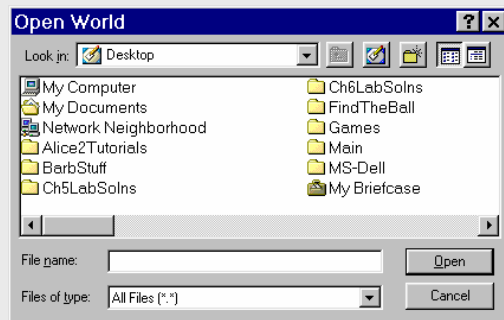 Open World
Look in: Desktop
My Computer
My Documents
Network Neighborhood
Alice2Tutorials
BarbStuff
Ch5LabSolns
Ch6LabSolns
FindTheBall
Games
Main
MS-Dell
My Briefcase
File name:
Open
Files of type: All Files (*.*)
Cancel